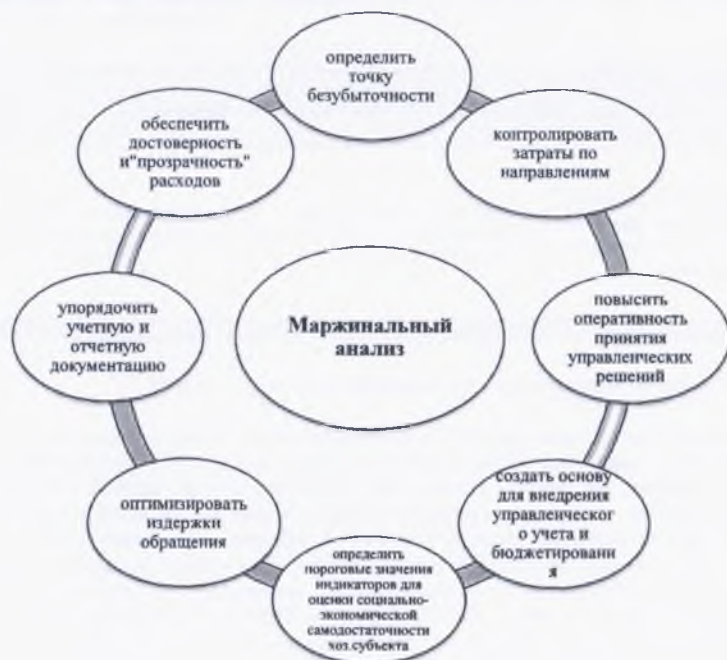 определить
точку
безубыточности
контролировать
затраты по
направлениям
повысить
оперативность
принятия
управленческих
решений
создать основу
для внедрения
управленческог
о учета и
бюджетировани
я
определить
пороговые значения
индикаторов для
оценки социально-
экономической
самодостаточности
хоз.субъекта
оптимизировать
издержки
обращения
упорядочить
учетную и
отчетную
документацию
обеспечить
достоверность
и"прозрачность"
расходов
Маржинальный
анализ